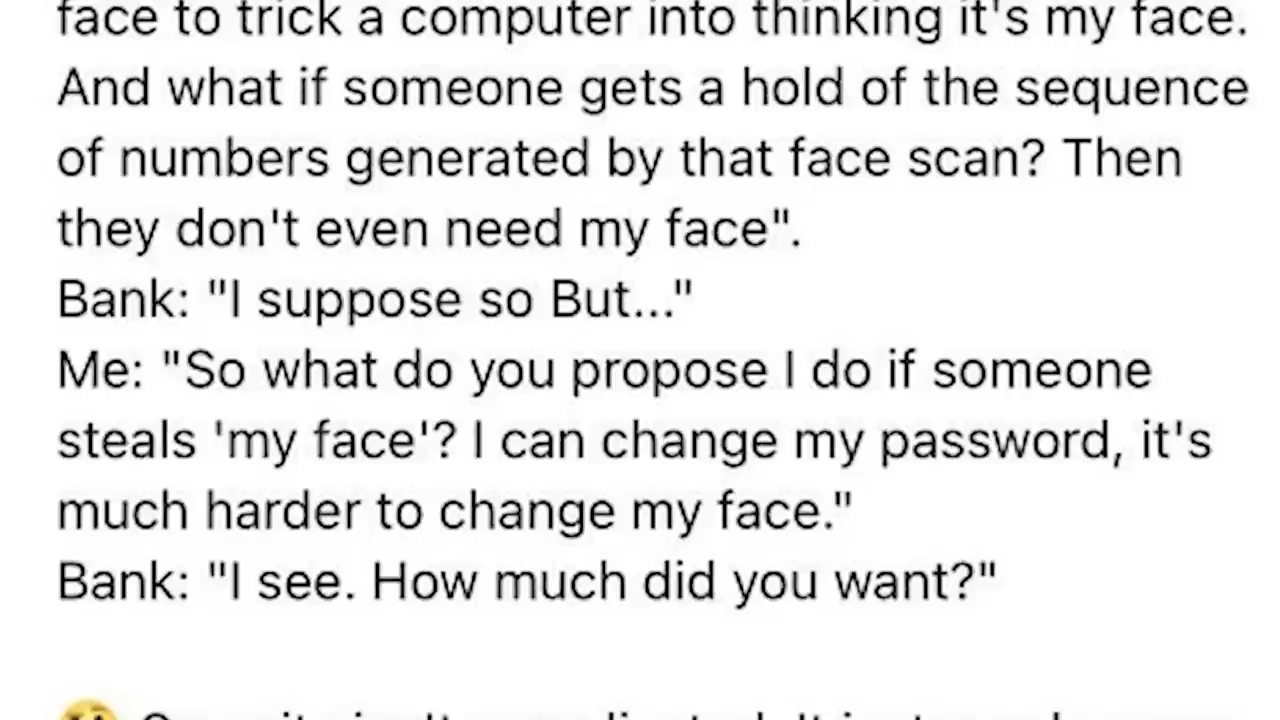 face to trick a computer into thinking it's my face.
And what if someone gets a hold of the sequence
of numbers generated by that face scan? Then
they don't even need my face".
Bank: "I suppose so But..."
Me: "So what do you propose I do if someone
steals 'my face'? I can change my password, it's
much harder to change my face."
Bank: "I see. How much did you want?"